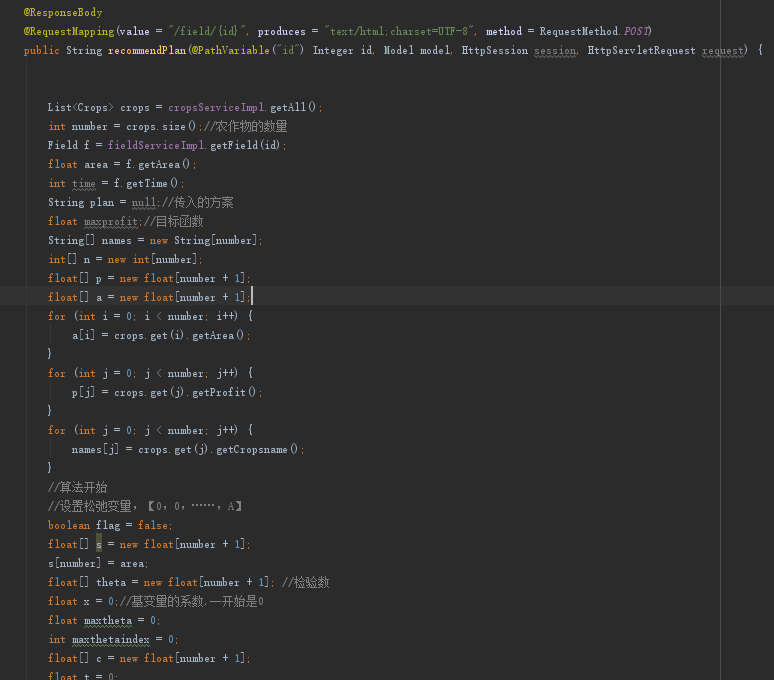 @ResponseBody
@RequestMapping(value = "/field/{id}", produces = "text/html;charset=UTF-8", method = RequestMethod.POST)
public String recommendPlan(@PathVariable("id") Integer id, Model model, HttpSession session, HttpServletRequest request) {
List<Crops> crops = cropsServiceImpl.getAll();
int number = crops.size();//农作物的数量
Field f = fieldServiceImpl.getField(id);
float area = f.getArea();
int time = f.getTime();
String plan = null;//传入的方案
float maxprofit;//目标函数
String[] names = new String[number];
int[] n = new int[number];
float[] p = new float[number + 1];
float[] a = new float[number + 1];
for (int i = 0; i < number; i++) {
a[i] = crops.get(i).getArea();
}
for (int j = 0; j < number; j++) {
p[j] = crops.get(j).getProfit();
}
for (int j = 0; j < number; j++) {
names[j] = crops.get(j).getCropsname();
}
//算法开始
//设置松弛变量，【0，0，……，A】
boolean flag = false;
float[] s = new float[number + 1];
s[number] = area;
float[] theta = new float[number + 1]; //检验数
float x = 0;//基变量的系数,一开始是0
float maxtheta = 0;
int maxthetaindex = 0;
float[] c = new float[number + 1];
float t = 0;